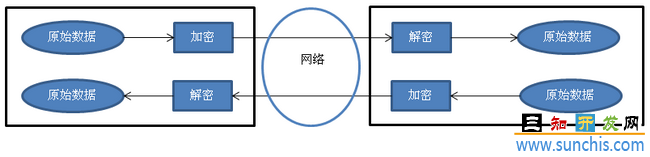 原始数据 加密 解密 原始数据
网络
原始数据 解密 加密 原始数据
三知开发网
www.sunchis.com